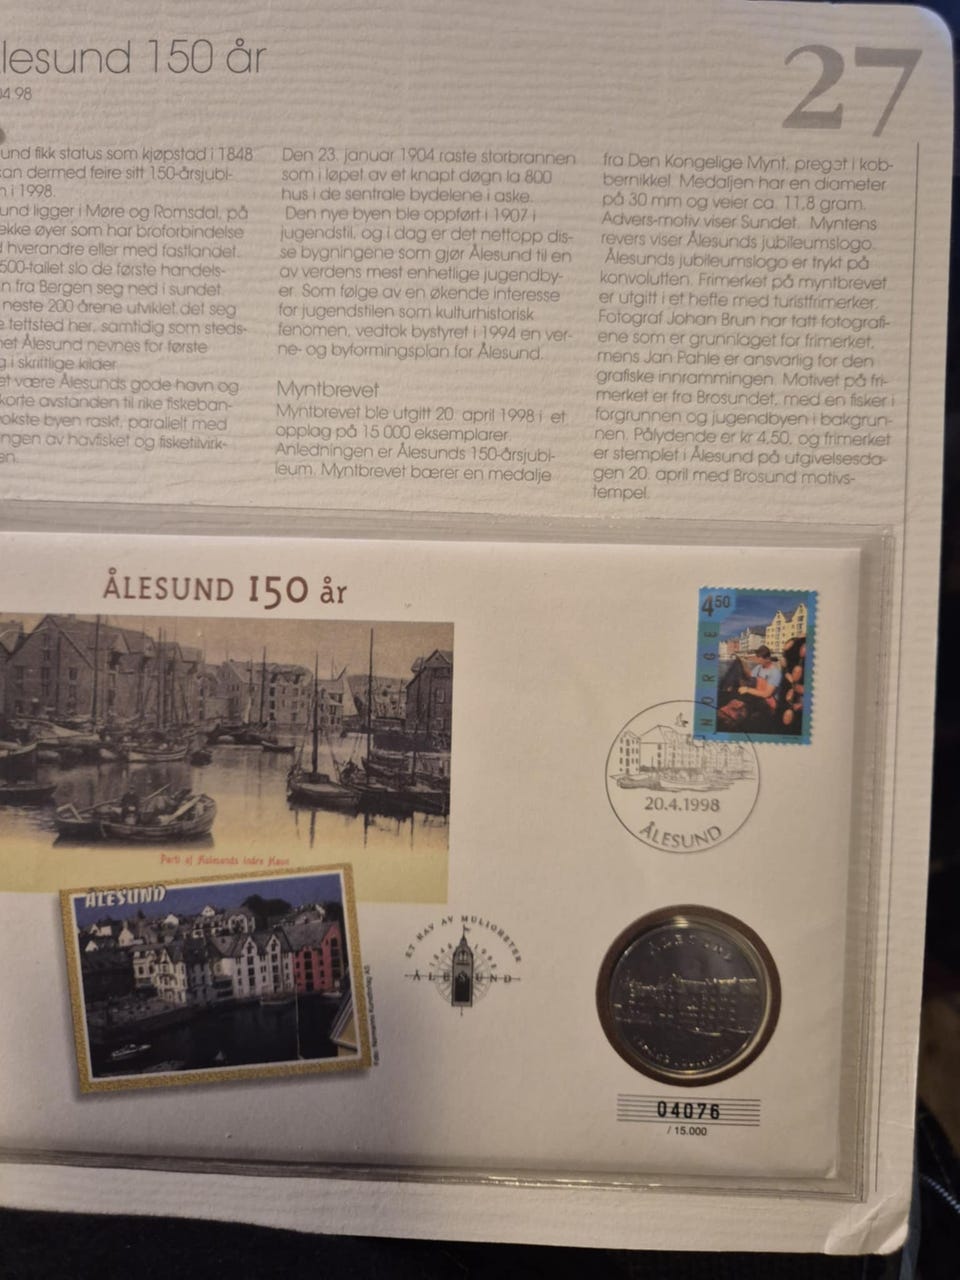 lesund 150 år
04 98
27
und fikk status som kjøpstad i 1848
an dermed feire sitt 150-årsjubi-
n i 1998.
und ligger i Møre og Romsdal, på
ekke øyer som har broforbindelse
d hverandre eller med fastlandet.
500-tallet slo de første handels-
n fra Bergen seg ned i sundet.
neste 200 årene utviklet det seg
e tettsted her, samtidig som steds-
net Ålesund nevnes for første
g i skriftlige kilder.
et være Ålesunds gode havn og
korte avstanden til rike fiskeban-
okste byen raskt, parallelt med
ngen av havfisket og fisketilvirk-
en.
Den 23. januar 1904 raste storbrannen
som i løpet av et knapt døgn la 800
hus i de sentrale bydelene i aske.
Den nye byen ble oppført i 1907 i
jugendstil, og i dag er det nettopp dis-
se bygningene som gjør Ålesund til en
av verdens mest enhetlige jugendby-
er. Som følge av en økende interesse
for jugendstilen som kulturhistorisk
fenomen, vedtok bystyret i 1994 en ver-
ne- og byformingsplan for Ålesund.
Myntbrevet
Myntbrevet ble utgitt 20. april 1998 i et
opplag på 15 000 eksemplarer.
Anledningen er Ålesunds 150-årsjubi-
leum. Myntbrevet bærer en medalje
fra Den Kongelige Mynt, preget i kob-
bernikkel. Medaljen har en diameter
på 30 mm og veier ca. 11,8 gram.
Advers-motiv viser Sundet. Myntens
revers viser Ålesunds jubileumslogo.
Ålesunds jubileumslogo er trykt på
konvolutten. Frimerket på myntbrevet
er utgitt i et hefte med turistfrimerker.
Fotograf Johan Brun har tatt fotografi-
ene som er grunnlaget for frimerket,
mens Jan Pahle er ansvarlig for den
grafiske innrammingen. Motivet på fri-
merket er fra Brosundet, med en fisker i
forgrunnen og jugendbyen i bakgrun-
nen. Pålydende er kr 4,50, og frimerket
er stemplet i Ålesund på utgivelsesda-
gen 20. april med Brosund motivs-
tempel.
ÅLESUND 150 år
4 50
NORGE
20.4.1998
ÅLESUND
Parti af Aalesunds indre Havn
ÅLESUND
ET HAV AV MULIGHETER
1848 1998
ÅLESUND
ÅLESUND
04076
/ 15.000